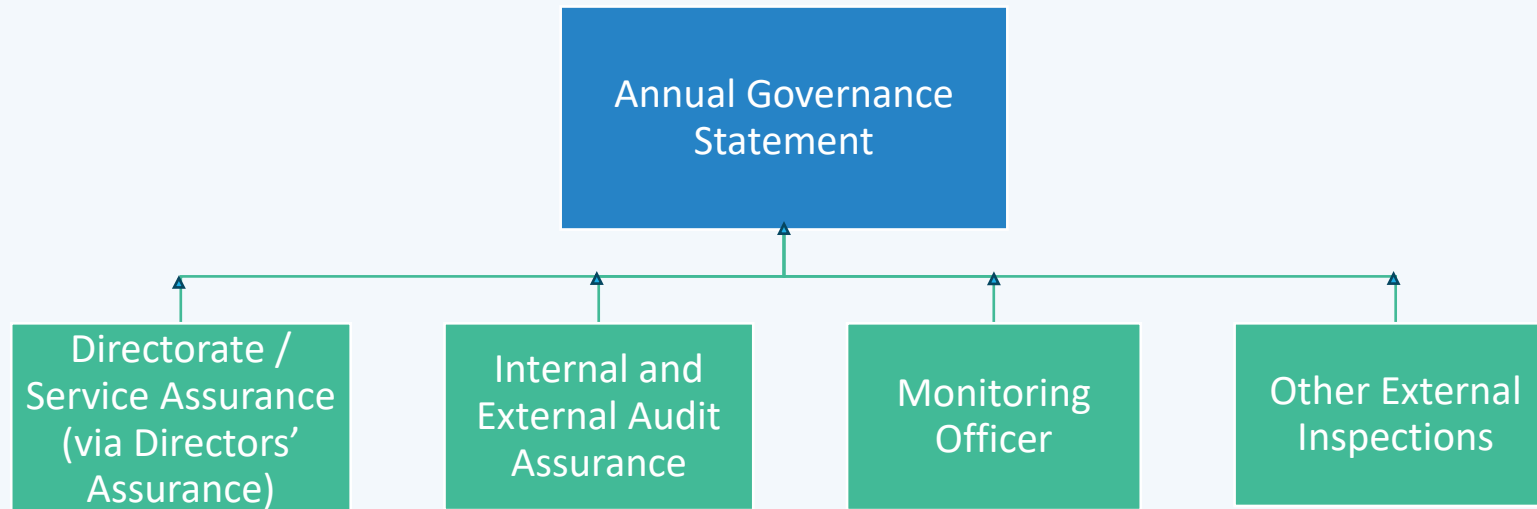 Annual Governance
Statement
Directorate /
Service Assurance
(via Directors’
Assurance)
Internal and
External Audit
Assurance
Monitoring
Officer
Other External
Inspections